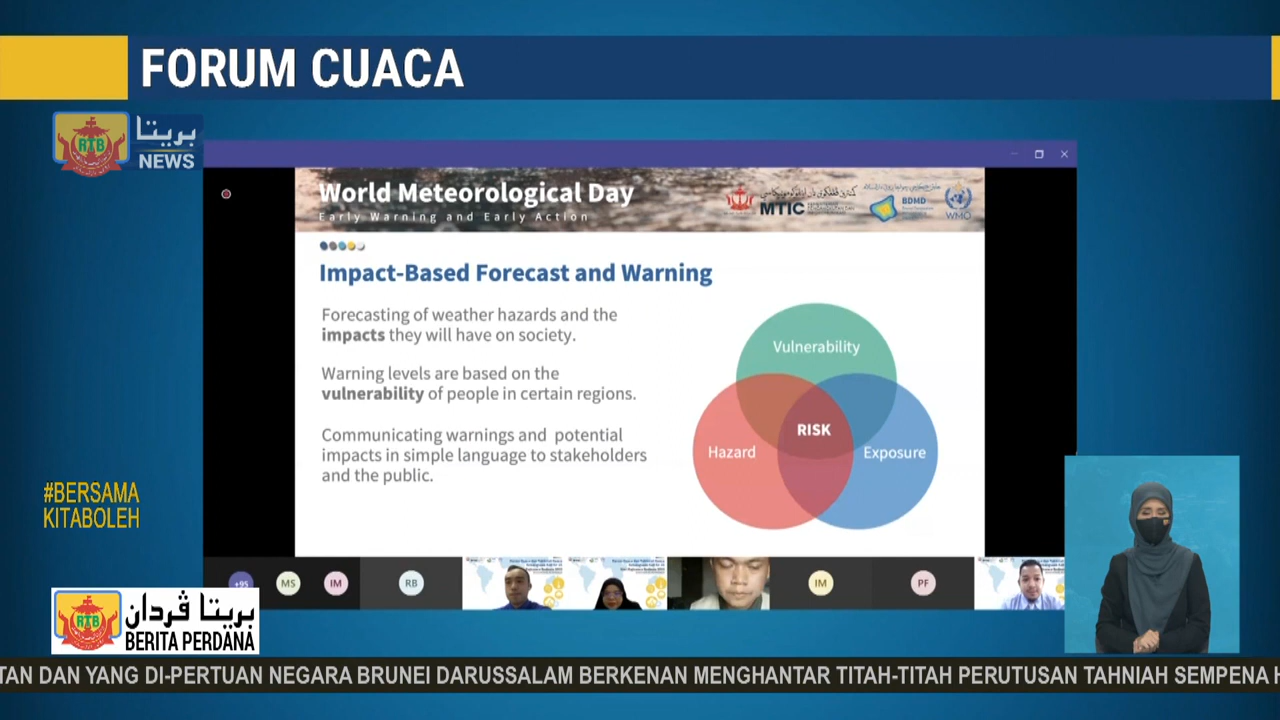 FORUM CUACA
RTB
بريتا
NEWS
World Meteorological Day
Early Warning and Early Action
MTIC
BDMD
WMO
Impact-Based Forecast and Warning
Forecasting of weather hazards and the
impacts they will have on society.
Warning levels are based on the
vulnerability of people in certain regions.
Communicating warnings and potential
impacts in simple language to stakeholders
and the public.
Vulnerability
RISK
Hazard
Exposure
#BERSAMA
KITABOLEH
+95
MS
IM
RB
IM
PF
RTB
بريتا ڤردان
BERITA PERDANA
TAN DAN YANG DI-PERTUAN NEGARA BRUNEI DARUSSALAM BERKENAN MENGHANTAR TITAH-TITAH PERUTUSAN TAHNIAH SEMPENA H